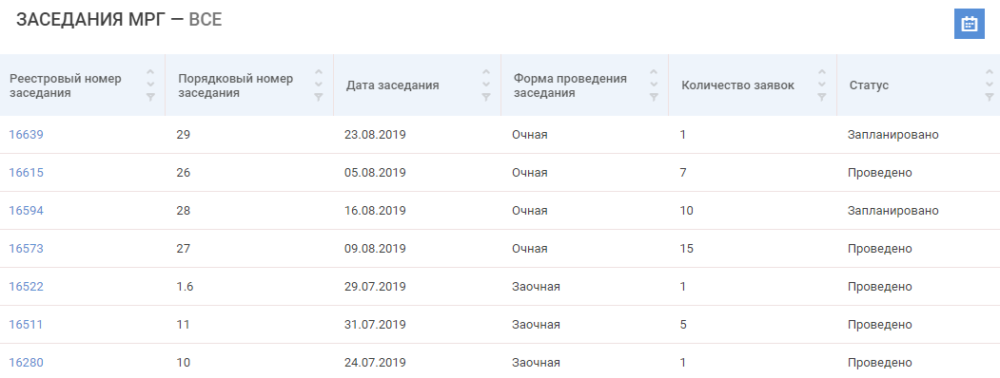 ЗАСЕДАНИЯ МРГ — ВСЕ
Реестровый номер заседания Порядковый номер заседания Дата заседания Форма проведения заседания Количество заявок Статус
16639 29 23.08.2019 Очная 1 Запланировано
16615 26 05.08.2019 Очная 7 Проведено
16594 28 16.08.2019 Очная 10 Запланировано
16573 27 09.08.2019 Очная 15 Проведено
16522 1.6 29.07.2019 Заочная 1 Проведено
16511 11 31.07.2019 Заочная 5 Проведено
16280 10 24.07.2019 Заочная 1 Проведено